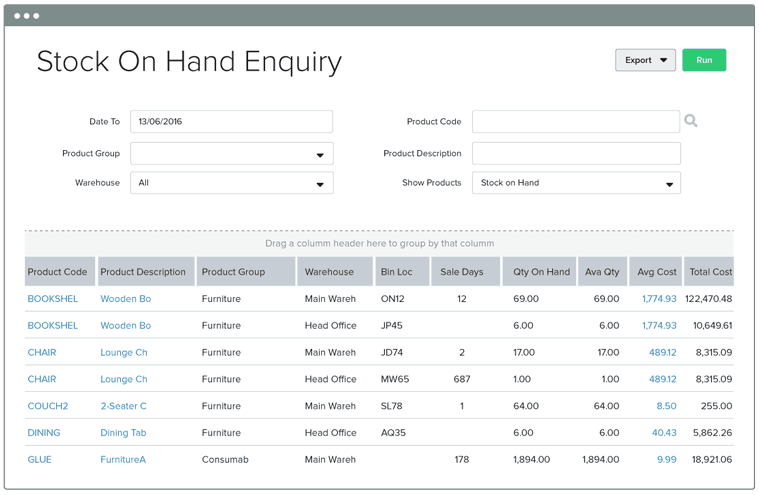 Stock On Hand Enquiry
Export
Run
Date To 13/06/2016 Product Code
Product Group Product Description
Warehouse All Show Products Stock on Hand
Drag a columm header here to group by that columm
Product Code Product Description Product Group Warehouse Bin Loc Sale Days Qty On Hand Ava Qty Avg Cost Total Cost
BOOKSHEL Wooden Bo Furniture Main Wareh ON12 12 69.00 69.00 1,774.93 122,470.48
BOOKSHEL Wooden Bo Furniture Head Office JP45 6.00 6.00 1,774.93 10,649.61
CHAIR Lounge Ch Furniture Main Wareh JD74 2 17.00 17.00 489.12 8,315.09
CHAIR Lounge Ch Furniture Head Office MW65 687 1.00 1.00 489.12 8,315.09
COUCH2 2-Seater C Furniture Main Wareh SL78 1 64.00 64.00 8.50 255.00
DINING Dining Tab Furniture Head Office AQ35 6.00 6.00 40.43 5,862.26
GLUE FurnitureA Consumab Main Wareh 178 1,894.00 1,894.00 9.99 18,921.06